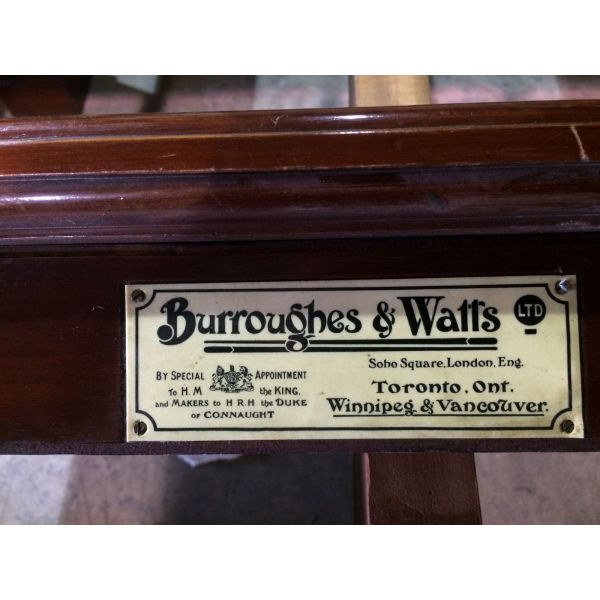 Burroughes & Watts LTD
Soho Square, London, Eng.
BY SPECIAL APPOINTMENT
To H. M the KING,
and MAKERS to H R H the DUKE
OF CONNAUGHT
Toronto, Ont.
Winnipeg & Vancouver.